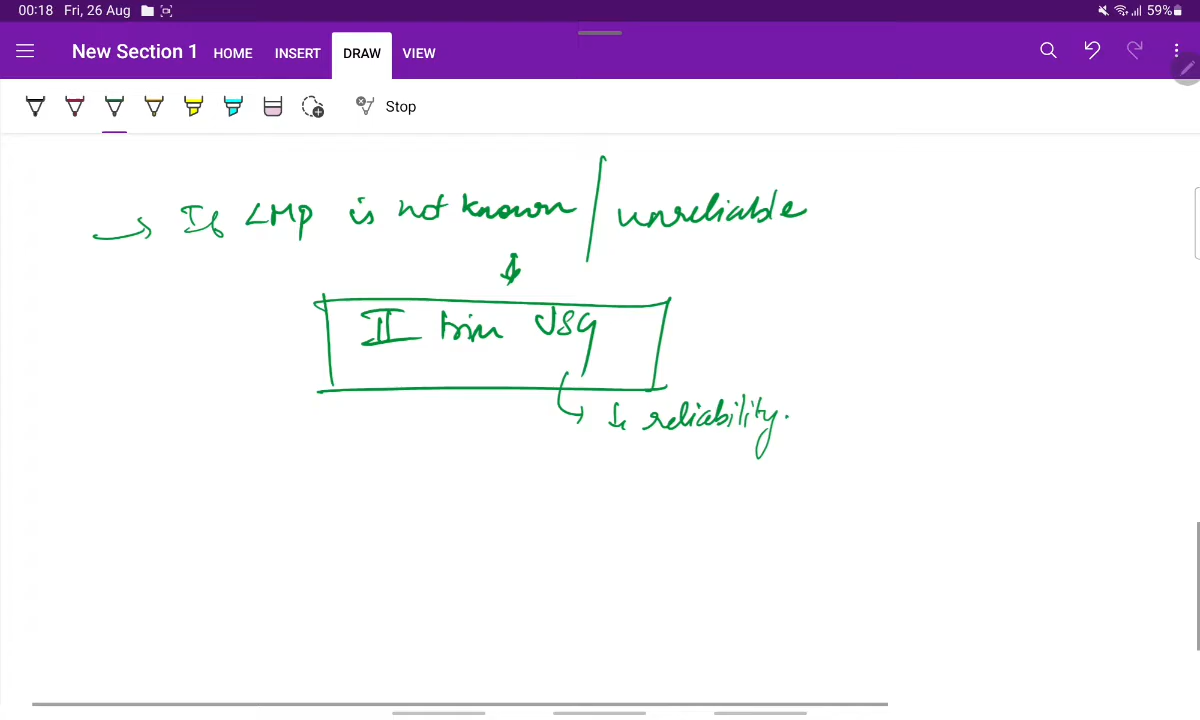 00:18 Fri, 26 Aug 59%
New Section 1 HOME INSERT DRAW VIEW
Stop
→ If LMP is not known / unreliable
↓
II trim USG
↳ ↓ reliability.